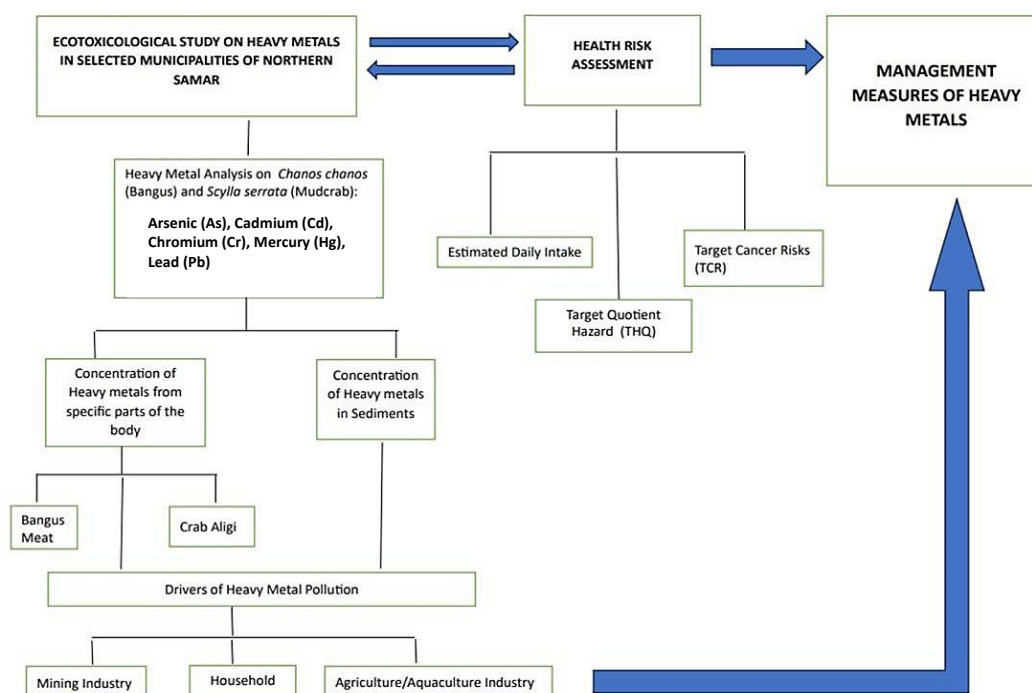 ECOTOXICOLOGICAL STUDY ON HEAVY METALS
IN SELECTED MUNICIPALITIES OF NORTHERN
SAMAR
HEALTH RISK
ASSESSMENT
MANAGEMENT
MEASURES OF HEAVY
METALS
Heavy Metal Analysis on Chanos chanos
(Bangus) and Scylla serrata (Mudcrab):
Arsenic (As), Cadmium (Cd),
Chromium (Cr), Mercury (Hg),
Lead (Pb)
Estimated Daily Intake
Target Quotient
Hazard (THQ)
Target Cancer Risks
(TCR)
Concentration of
Heavy metals from
specific parts of the
body
Concentration
of Heavy metals
in Sediments
Bangus
Meat
Crab Aligi
Drivers of Heavy Metal Pollution
Mining Industry
Household
Agriculture/Aquaculture Industry